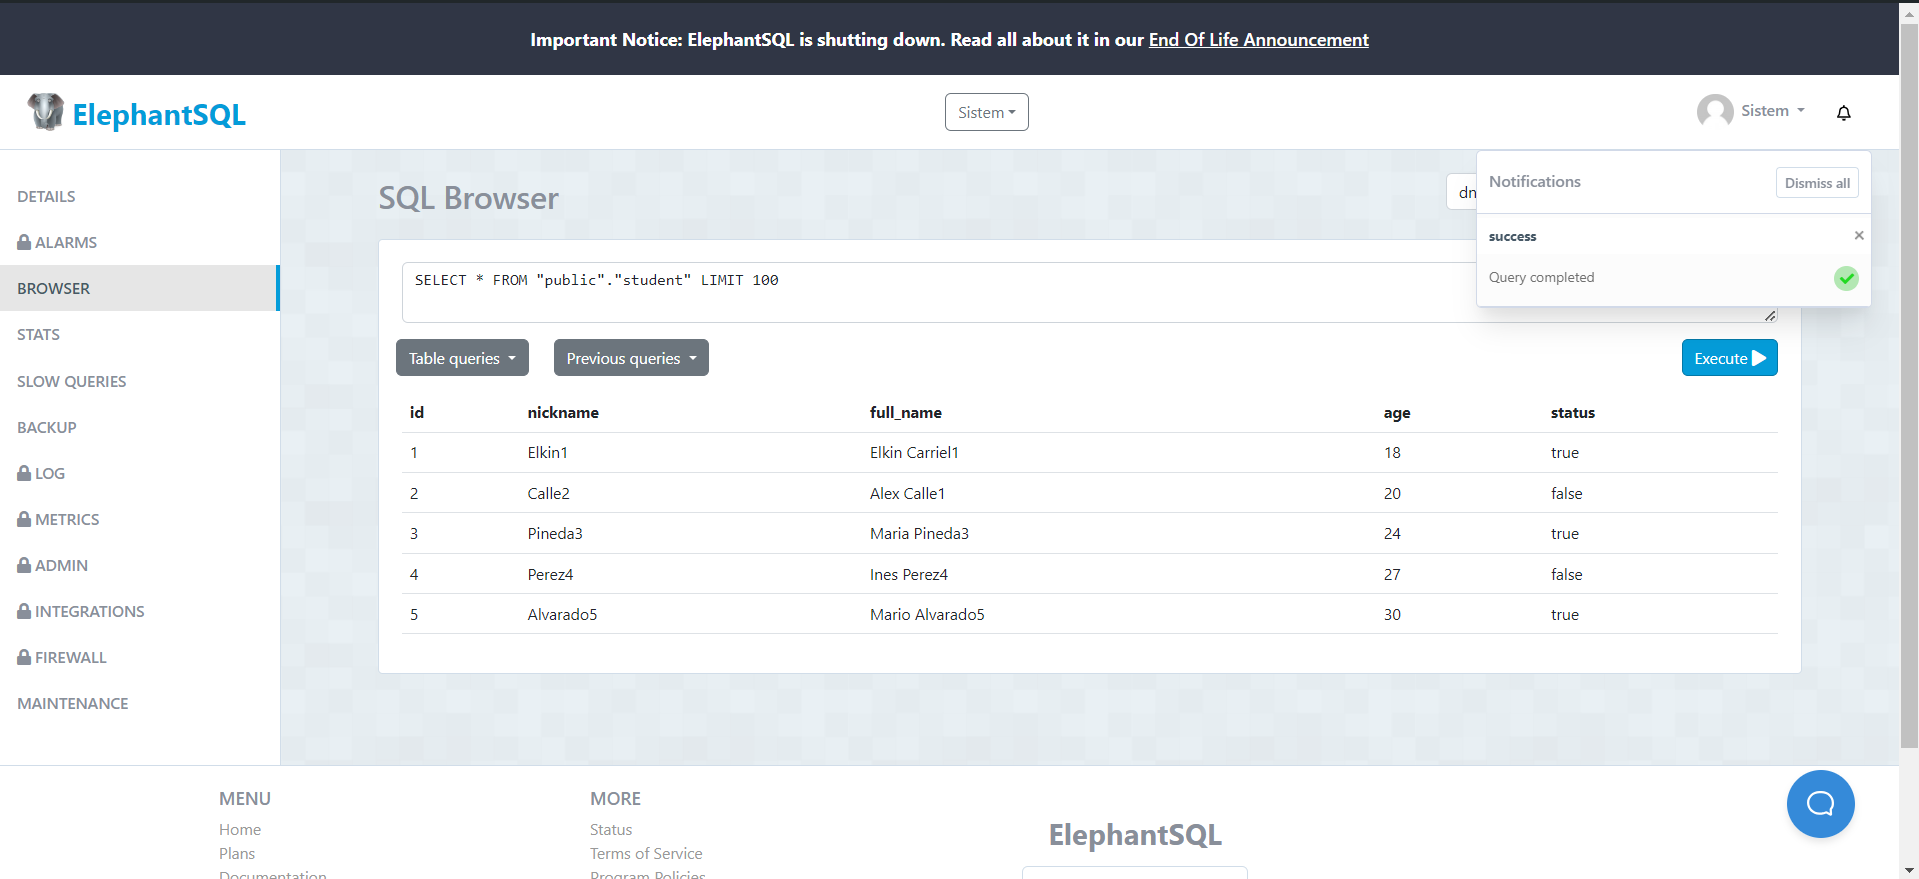 Important Notice: ElephantSQL is shutting down. Read all about it in our End Of Life Announcement
ElephantSQL
Sistem
Sistem
DETAILS
ALARMS
BROWSER
STATS
SLOW QUERIES
BACKUP
LOG
METRICS
ADMIN
INTEGRATIONS
FIREWALL
MAINTENANCE
SQL Browser
dn
Notifications
Dismiss all
success
×
Query completed
SELECT * FROM "public"."student" LIMIT 100
Table queries
Previous queries
Execute
id nickname full_name age status
1 Elkin1 Elkin Carriel1 18 true
2 Calle2 Alex Calle1 20 false
3 Pineda3 Maria Pineda3 24 true
4 Perez4 Ines Perez4 27 false
5 Alvarado5 Mario Alvarado5 30 true
MENU
Home
Plans
Documentation
MORE
Status
Terms of Service
Program Policies
ElephantSQL